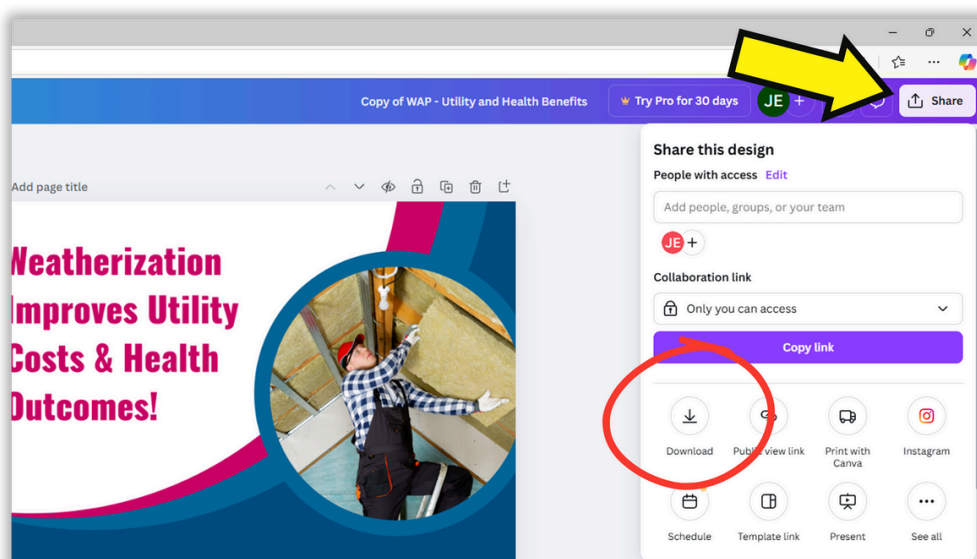 Copy of WAP - Utility and Health Benefits
Try Pro for 30 days
JE
Share
Add page title
Weatherization
Improves Utility
Costs & Health
Outcomes!
Share this design
People with access Edit
Add people, groups, or your team
JE
Collaboration link
Only you can access
Copy link
Download
Public view link
Print with
Canva
Instagram
Schedule
Template link
Present
See all